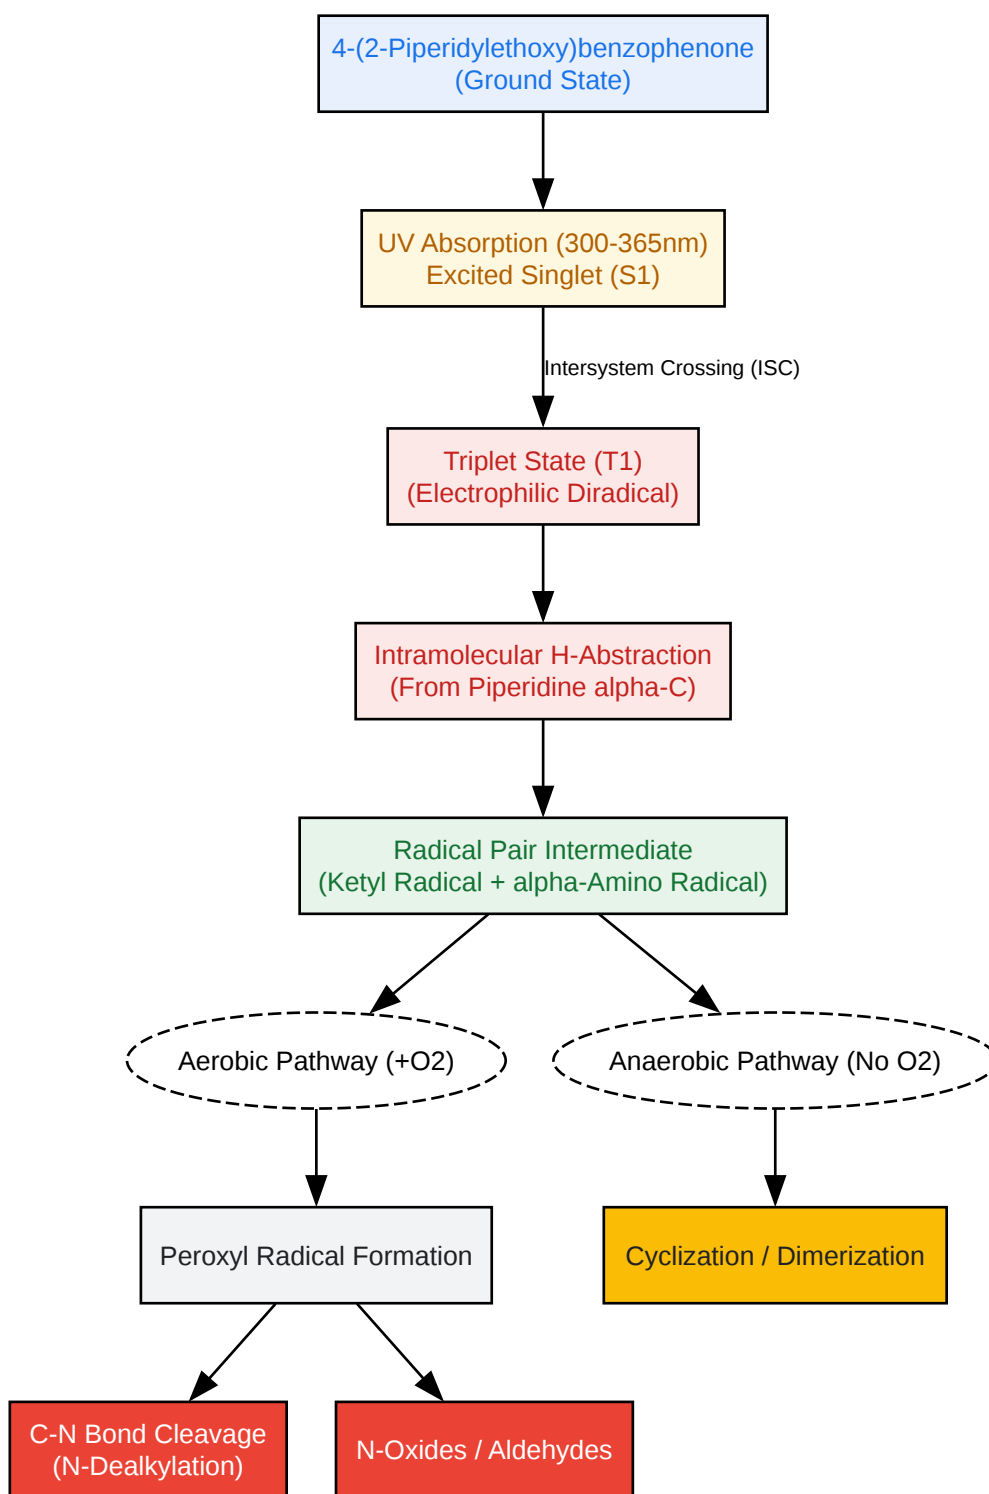 4-(2-Piperidylethoxy)benzophenone
(Ground State)
UV Absorption (300-365nm)
Excited Singlet (S1)
Intersystem Crossing (ISC)
Triplet State (T1)
(Electrophilic Diradical)
Intramolecular H-Abstraction
(From Piperidine alpha-C)
Radical Pair Intermediate
(Ketyl Radical + alpha-Amino Radical)
Aerobic Pathway (+O2)
Anaerobic Pathway (No O2)
Peroxyl Radical Formation
Cyclization / Dimerization
C-N Bond Cleavage
(N-Dealkylation)
N-Oxides / Aldehydes